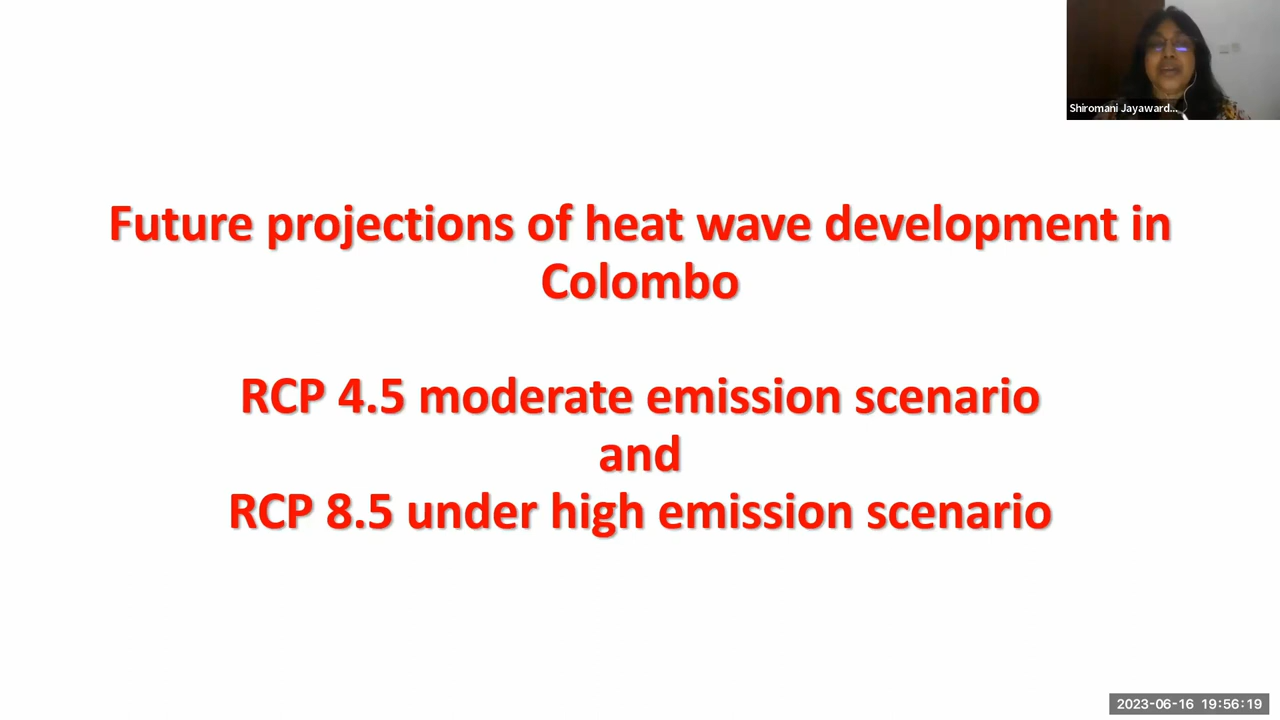 Shiromani Jayaward...
Future projections of heat wave development in
Colombo
RCP 4.5 moderate emission scenario
and
RCP 8.5 under high emission scenario
2023-06-16 19:56:19